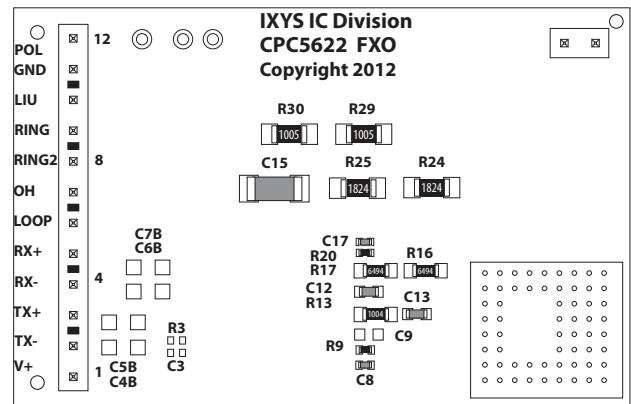 IXYS IC Division
CPC5622 FXO
Copyright 2012
POL
12
GND
LIU
RING
RING2
8
OH
LOOP
RX+
RX-
4
TX+
TX-
V+
1
R30
R29
1005
1005
C15
R25
R24
1824
1824
C7B
C6B
C17
R20
R17
R16
6494
6494
C12
R13
C13
1004
R3
C9
R9
C5B
C4B
C3
C8